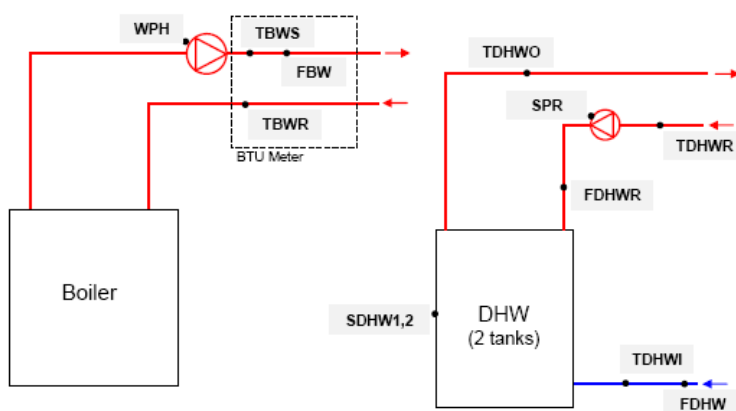 WPH
TBWS
FBW
TBWR
BTU Meter
Boiler
TDHWO
SPR
TDHWR
FDHWR
SDHW1,2
DHW
(2 tanks)
TDHWI
FDHW